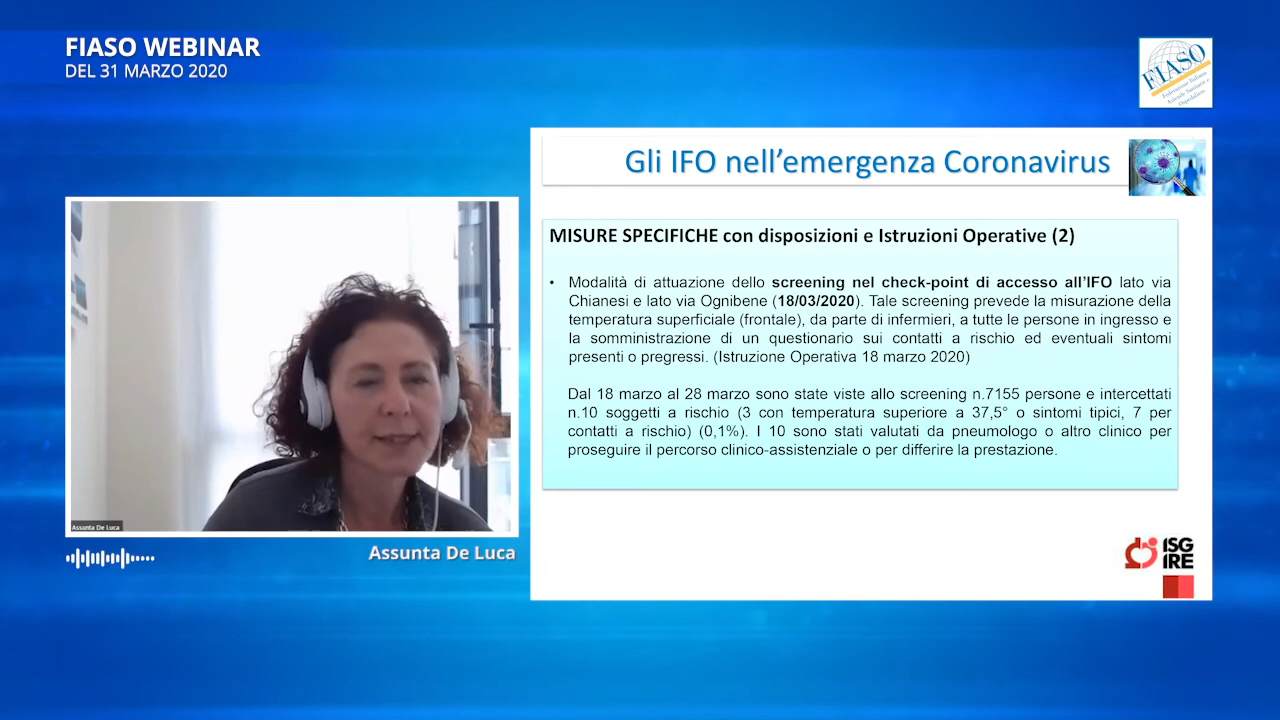 FIASO WEBINAR
DEL 31 MARZO 2020
FIASO
Federazione Italiana
Aziende Sanitarie e
Ospedaliere
Gli IFO nell’emergenza Coronavirus
MISURE SPECIFICHE con disposizioni e Istruzioni Operative (2)
• Modalità di attuazione dello screening nel check-point di accesso all’IFO lato via
Chianesi e lato via Ognibene (18/03/2020). Tale screening prevede la misurazione della
temperatura superficiale (frontale), da parte di infermieri, a tutte le persone in ingresso e
la somministrazione di un questionario sui contatti a rischio ed eventuali sintomi
presenti o pregressi. (Istruzione Operativa 18 marzo 2020)
Dal 18 marzo al 28 marzo sono state viste allo screening n.7155 persone e intercettati
n.10 soggetti a rischio (3 con temperatura superiore a 37,5° o sintomi tipici, 7 per
contatti a rischio) (0,1%). I 10 sono stati valutati da pneumologo o altro clinico per
proseguire il percorso clinico-assistenziale o per differire la prestazione.
Assunta De Luca
Assunta De Luca
ISG
IRE